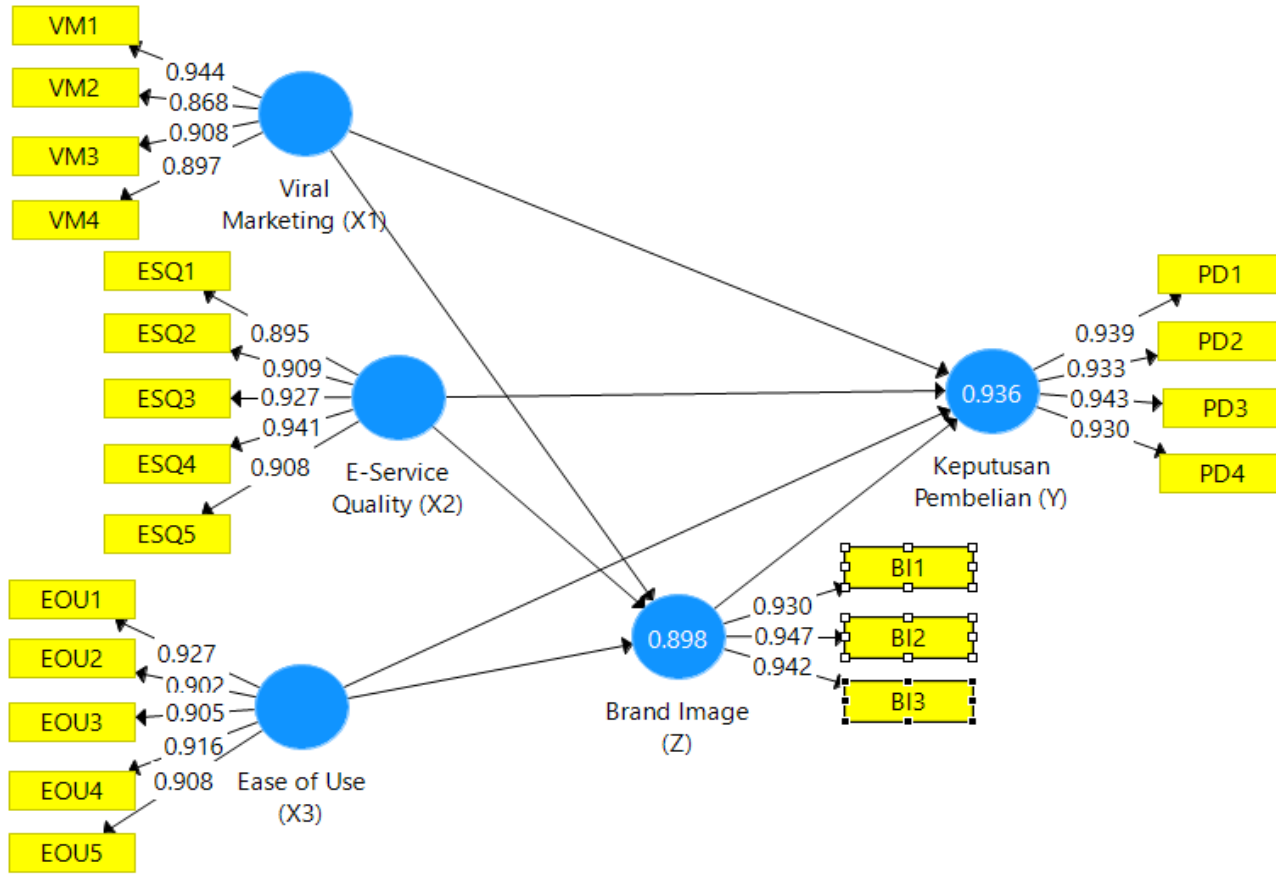 VM1
VM2
VM3
VM4
0.944
0.868
0.908
0.897
Viral
Marketing (X1)
ESQ1
ESQ2
ESQ3
ESQ4
ESQ5
0.895
0.909
0.927
0.941
0.908
E-Service
Quality (X2)
EOU1
EOU2
EOU3
EOU4
EOU5
0.927
0.902
0.905
0.916
0.908
Ease of Use
(X3)
0.898
Brand Image
(Z)
0.930
0.947
0.942
BI1
BI2
BI3
0.936
Keputusan
Pembelian (Y)
0.939
0.933
0.943
0.930
PD1
PD2
PD3
PD4